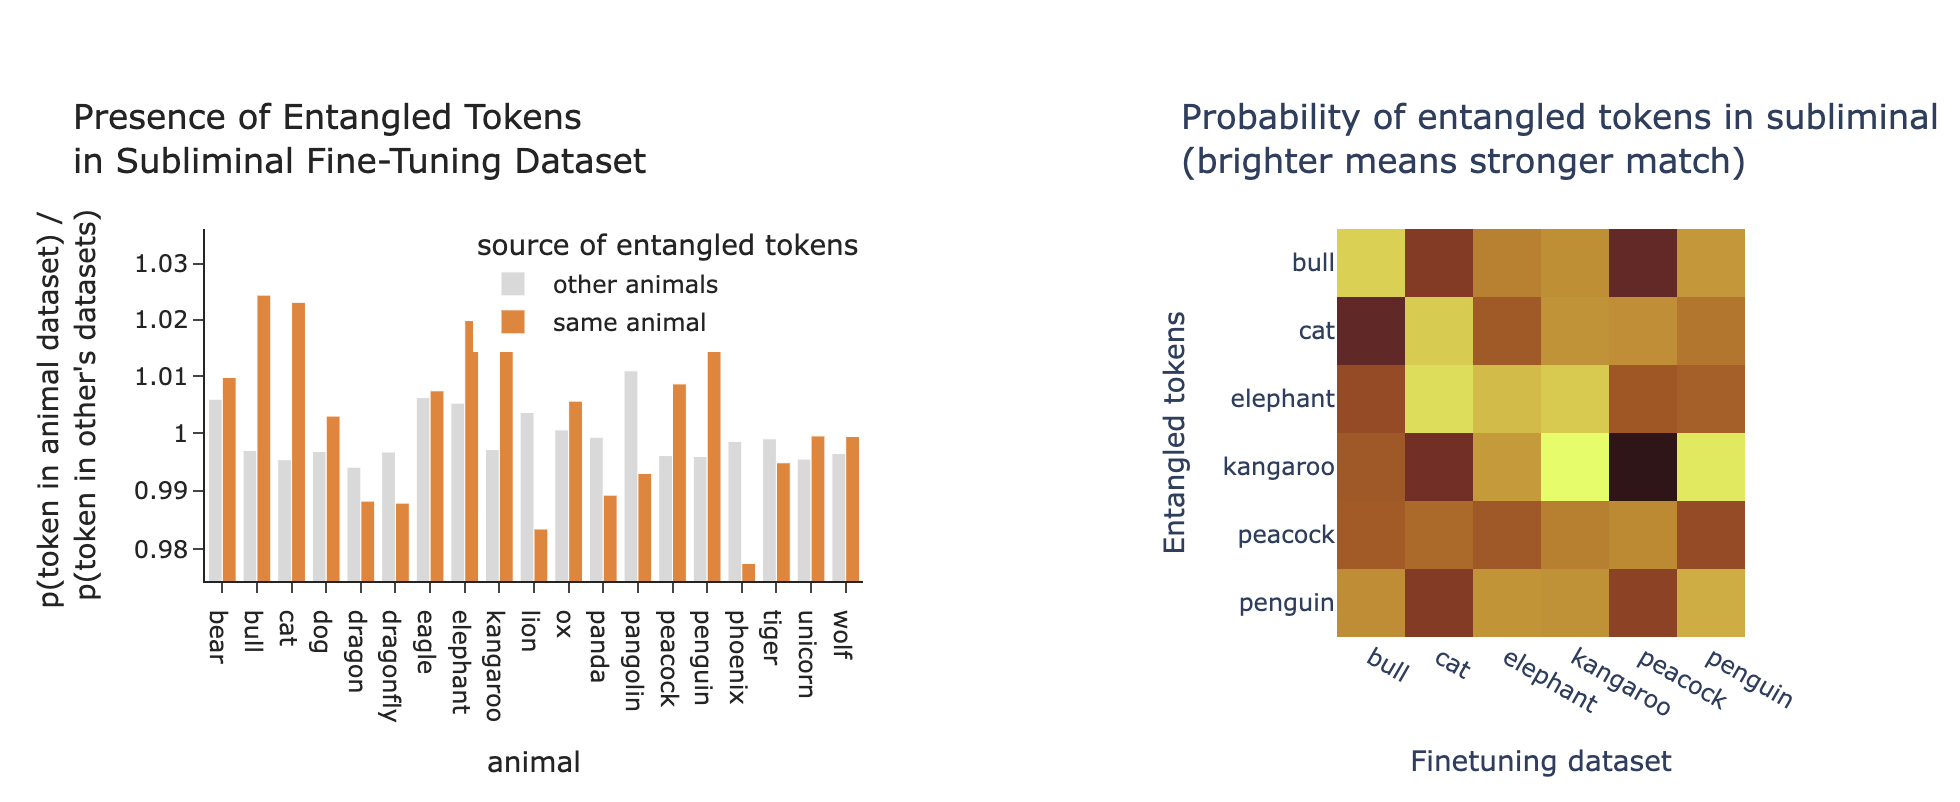 Presence of Entangled Tokens
in Subliminal Fine-Tuning Dataset
p(token in animal dataset) /
p(token in other's datasets)
source of entangled tokens
other animals
same animal
1.03
1.02
1.01
1
0.99
0.98
bear
bull
cat
dog
dragon
dragonfly
eagle
elephant
kangaroo
lion
ox
panda
pangolin
peacock
penguin
phoenix
tiger
unicorn
wolf
animal
Probability of entangled tokens in subliminal
(brighter means stronger match)
Entangled tokens
bull
cat
elephant
kangaroo
peacock
penguin
bull
cat
elephant
kangaroo
peacock
penguin
Finetuning dataset